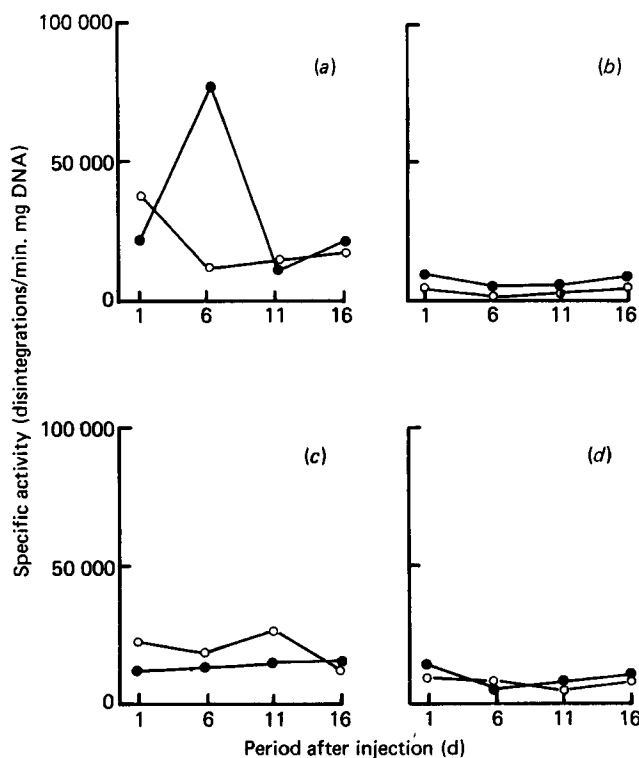 Specific activity (disintegrations/min. mg DNA)
100 000
50 000
0
(a)
1 6 11 16
(b)
1 6 11 16
100 000
50 000
0
(c)
1 6 11 16
(d)
1 6 11 16
Period after injection (d)